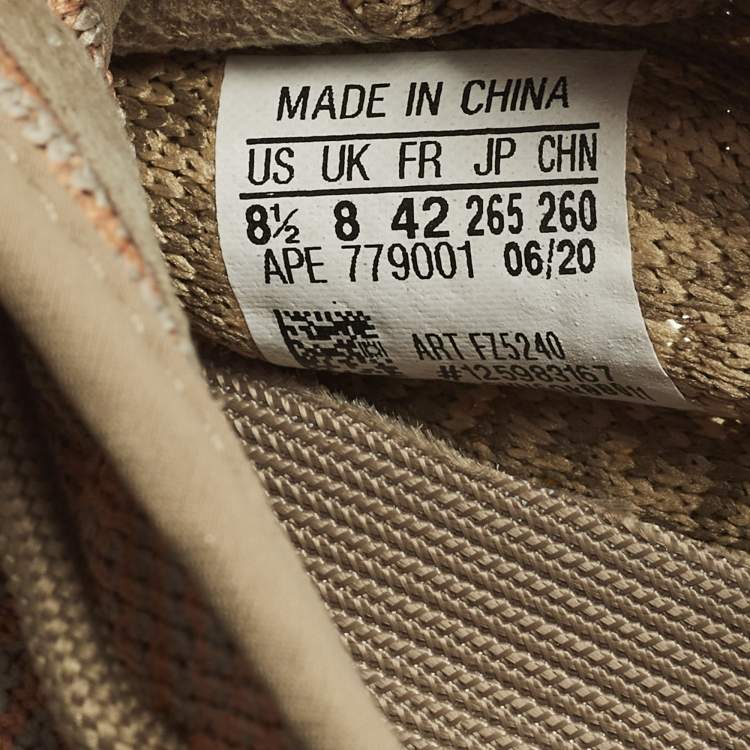 MADE IN CHINA
US UK FR JP CHN
8½ 8 42 265 260
APE 779001 06/20
ART FZ5240
#125983167